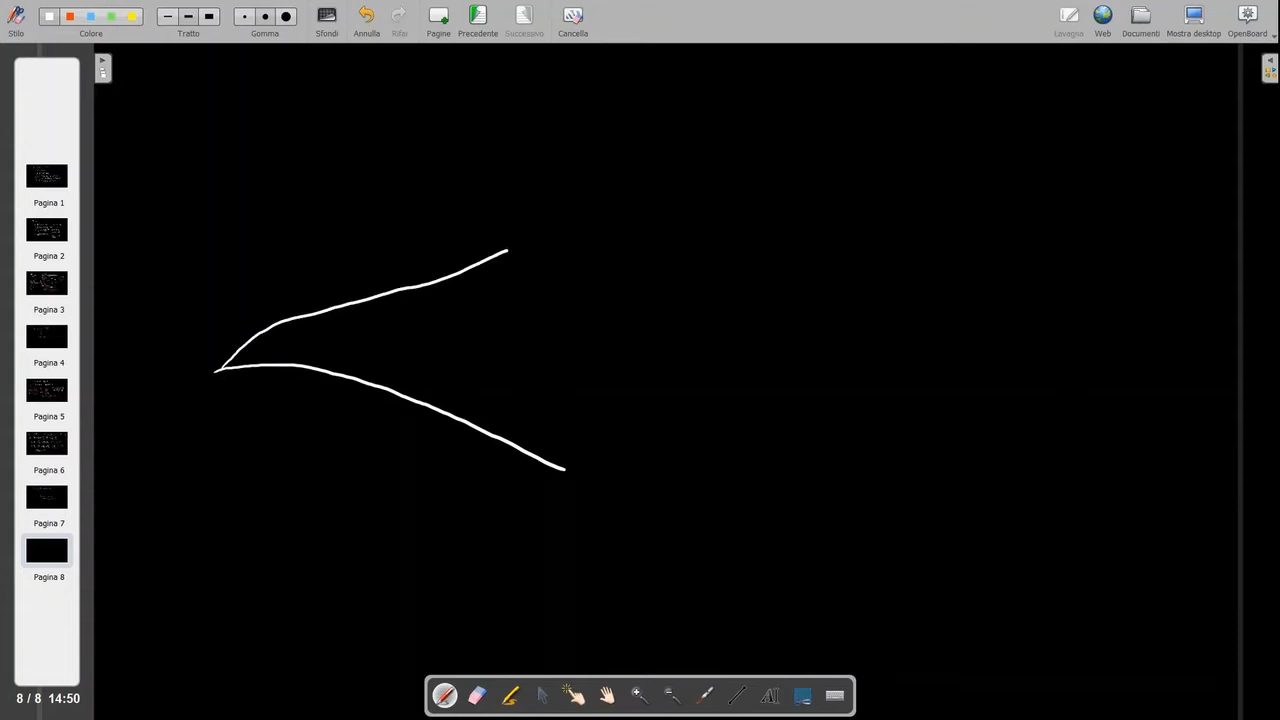 Stilo Colore Tratto Gomma Sfondi Annulla Rifai Pagine Precedente Successivo Cancella Lavagna Web Documenti Mostra desktop OpenBoard
Pagina 1
Pagina 2
Pagina 3
Pagina 4
Pagina 5
Pagina 6
Pagina 7
Pagina 8
8 / 8 14:50
AI